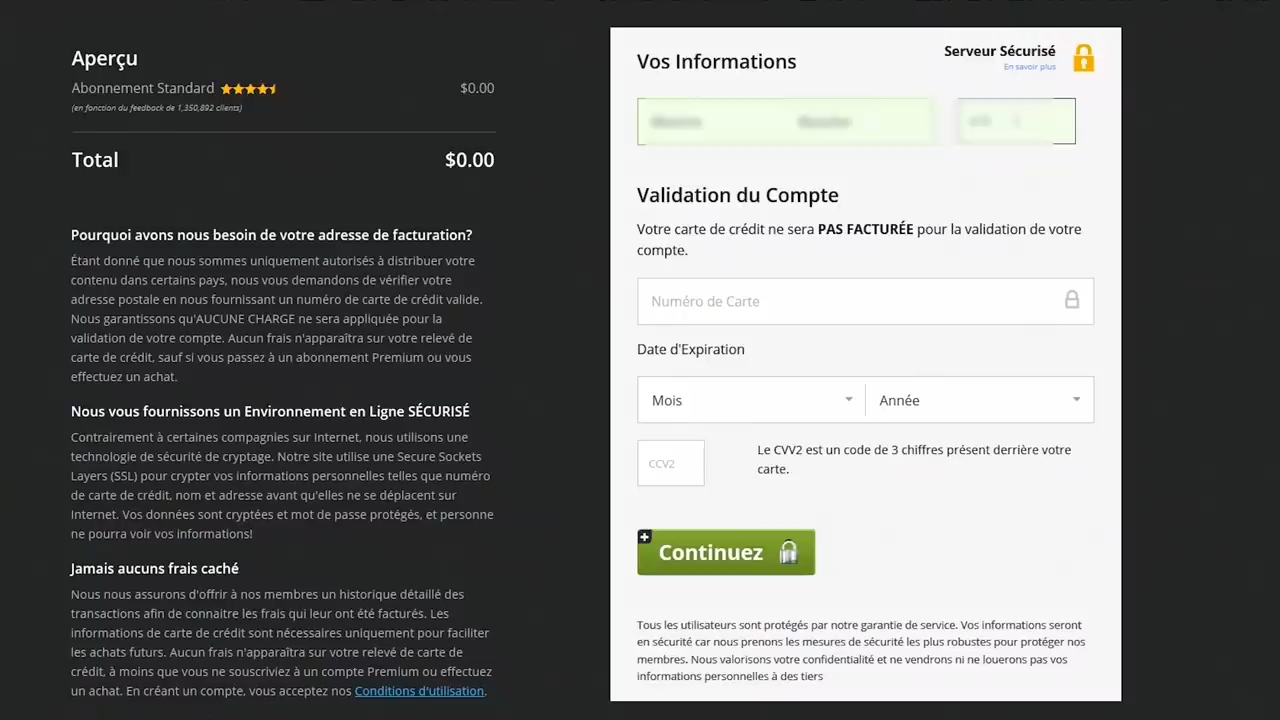 Aperçu
Abonnement Standard $0.00
(en fonction du feedback de 1,350,892 clients)
Total $0.00
Pourquoi avons nous besoin de votre adresse de facturation?
Étant donné que nous sommes uniquement autorisés à distribuer votre
contenu dans certains pays, nous vous demandons de vérifier votre
adresse postale en nous fournissant un numéro de carte de crédit valide.
Nous garantissons qu'AUCUNE CHARGE ne sera appliquée pour la
validation de votre compte. Aucun frais n'apparaîtra sur votre relevé de
carte de crédit, sauf si vous passez à un abonnement Premium ou vous
effectuez un achat.
Nous vous fournissons un Environnement en Ligne SÉCURISÉ
Contrairement à certaines compagnies sur Internet, nous utilisons une
technologie de sécurité de cryptage. Notre site utilise une Secure Sockets
Layers (SSL) pour crypter vos informations personnelles telles que numéro
de carte de crédit, nom et adresse avant qu'elles ne se déplacent sur
Internet. Vos données sont cryptées et mot de passe protégés, et personne
ne pourra voir vos informations!
Jamais aucuns frais caché
Nous nous assurons d'offrir à nos membres un historique détaillé des
transactions afin de connaitre les frais qui leur ont été facturés. Les
informations de carte de crédit sont nécessaires uniquement pour faciliter
les achats futurs. Aucun frais n'apparaîtra sur votre relevé de carte de
crédit, à moins que vous ne souscriviez à un compte Premium ou effectuez
un achat. En créant un compte, vous acceptez nos Conditions d'utilisation.
Vos Informations
Serveur Sécurisé
En savoir plus
Validation du Compte
Votre carte de crédit ne sera PAS FACTURÉE pour la validation de votre
compte.
Numéro de Carte
Date d'Expiration
Mois Année
CCV2
Le CVV2 est un code de 3 chiffres présent derrière votre
carte.
Continuez
Tous les utilisateurs sont protégés par notre garantie de service. Vos informations seront
en sécurité car nous prenons les mesures de sécurité les plus robustes pour protéger nos
membres. Nous valorisons votre confidentialité et ne vendrons ni ne louerons pas vos
informations personnelles à des tiers